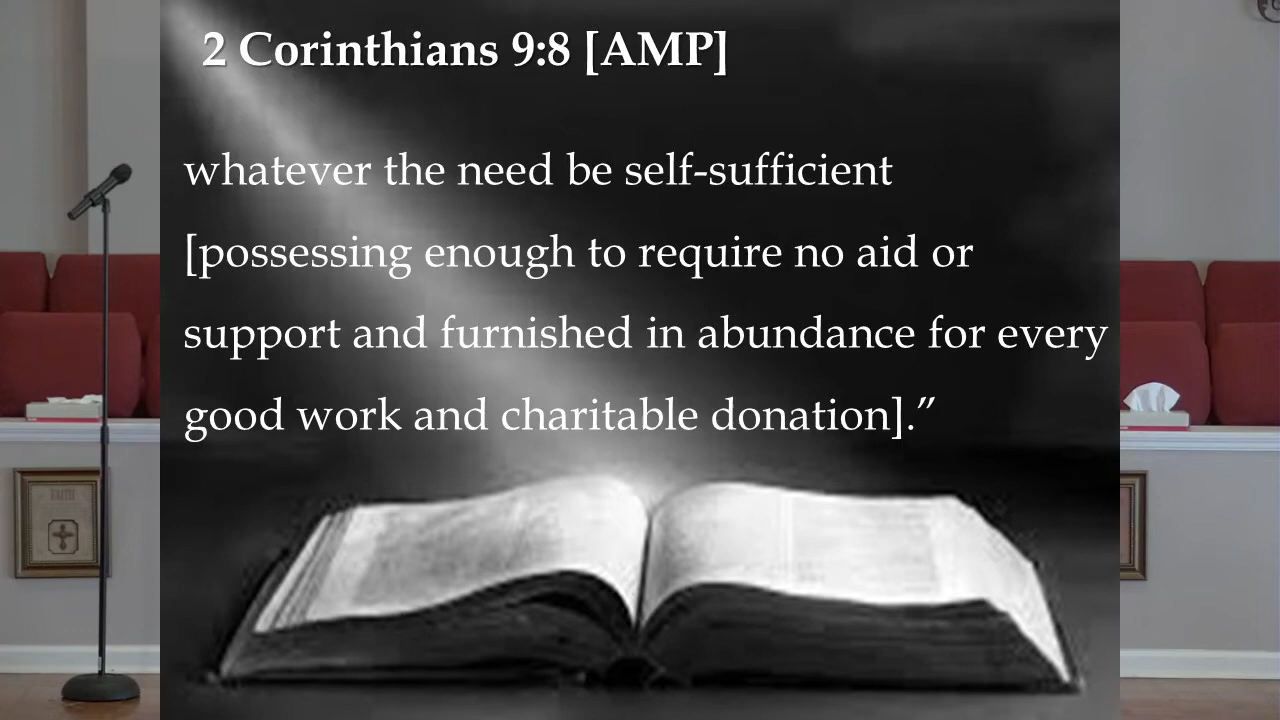 2 Corinthians 9:8 [AMP]
whatever the need be self-sufficient
[possessing enough to require no aid or
support and furnished in abundance for every
good work and charitable donation].”
FAITH